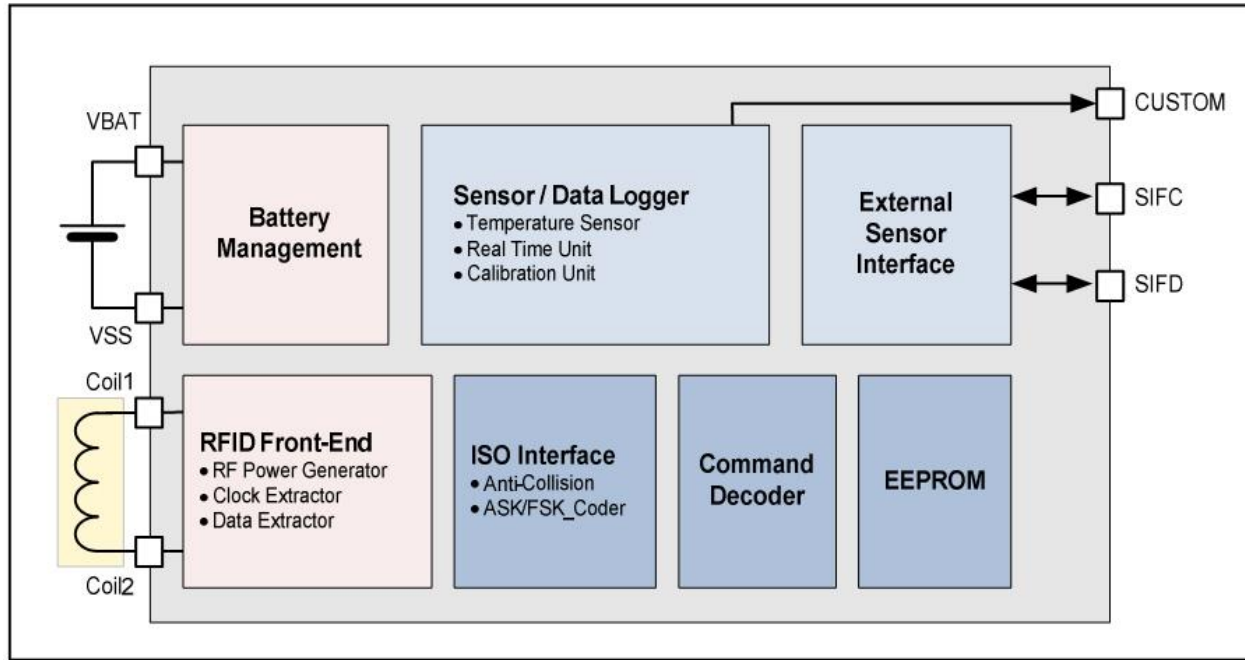 VBAT
VSS
Battery
Management
Sensor / Data Logger
• Temperature Sensor
• Real Time Unit
• Calibration Unit
External
Sensor
Interface
CUSTOM
SIFC
SIFD
Coil1
Coil2
RFID Front-End
• RF Power Generator
• Clock Extractor
• Data Extractor
ISO Interface
• Anti-Collision
• ASK/FSK_Coder
Command
Decoder
EEPROM